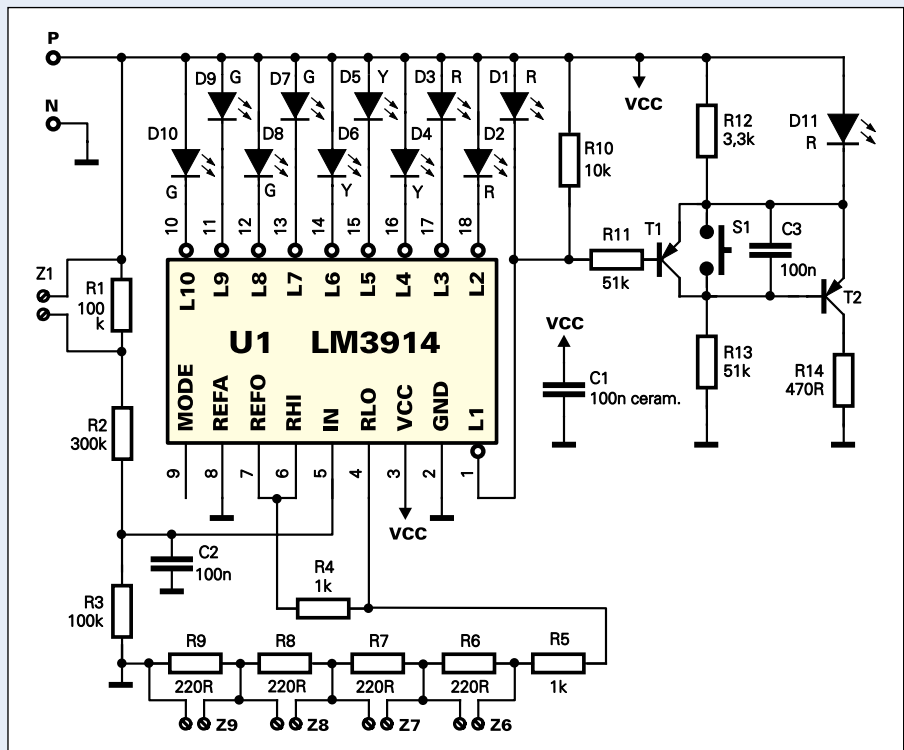 P
N
D9 G
D7 G
D5 Y
D3 R
D1 R
VCC
R12
3,3k
D11
R
D10
G
D8
G
D6
Y
D4
Y
D2
R
R10
10k
10
11
12
13
14
15
16
17
18
L10
L9
L8
L7
L6
L5
L4
L3
L2
U1 LM3914
MODE
REFA
REFO
RHI
IN
RLO
VCC
GND
L1
9
8
7
6
5
4
3
2
1
VCC
Z1
R1
100
k
R2
300k
R3
100k
C2
100n
R4
1k
R9
220R
R8
220R
R7
220R
R6
220R
R5
1k
Z9
Z8
Z7
Z6
R11
51k
T1
S1
C3
100n
T2
VCC
C1
100n ceram.
R13
51k
R14
470R